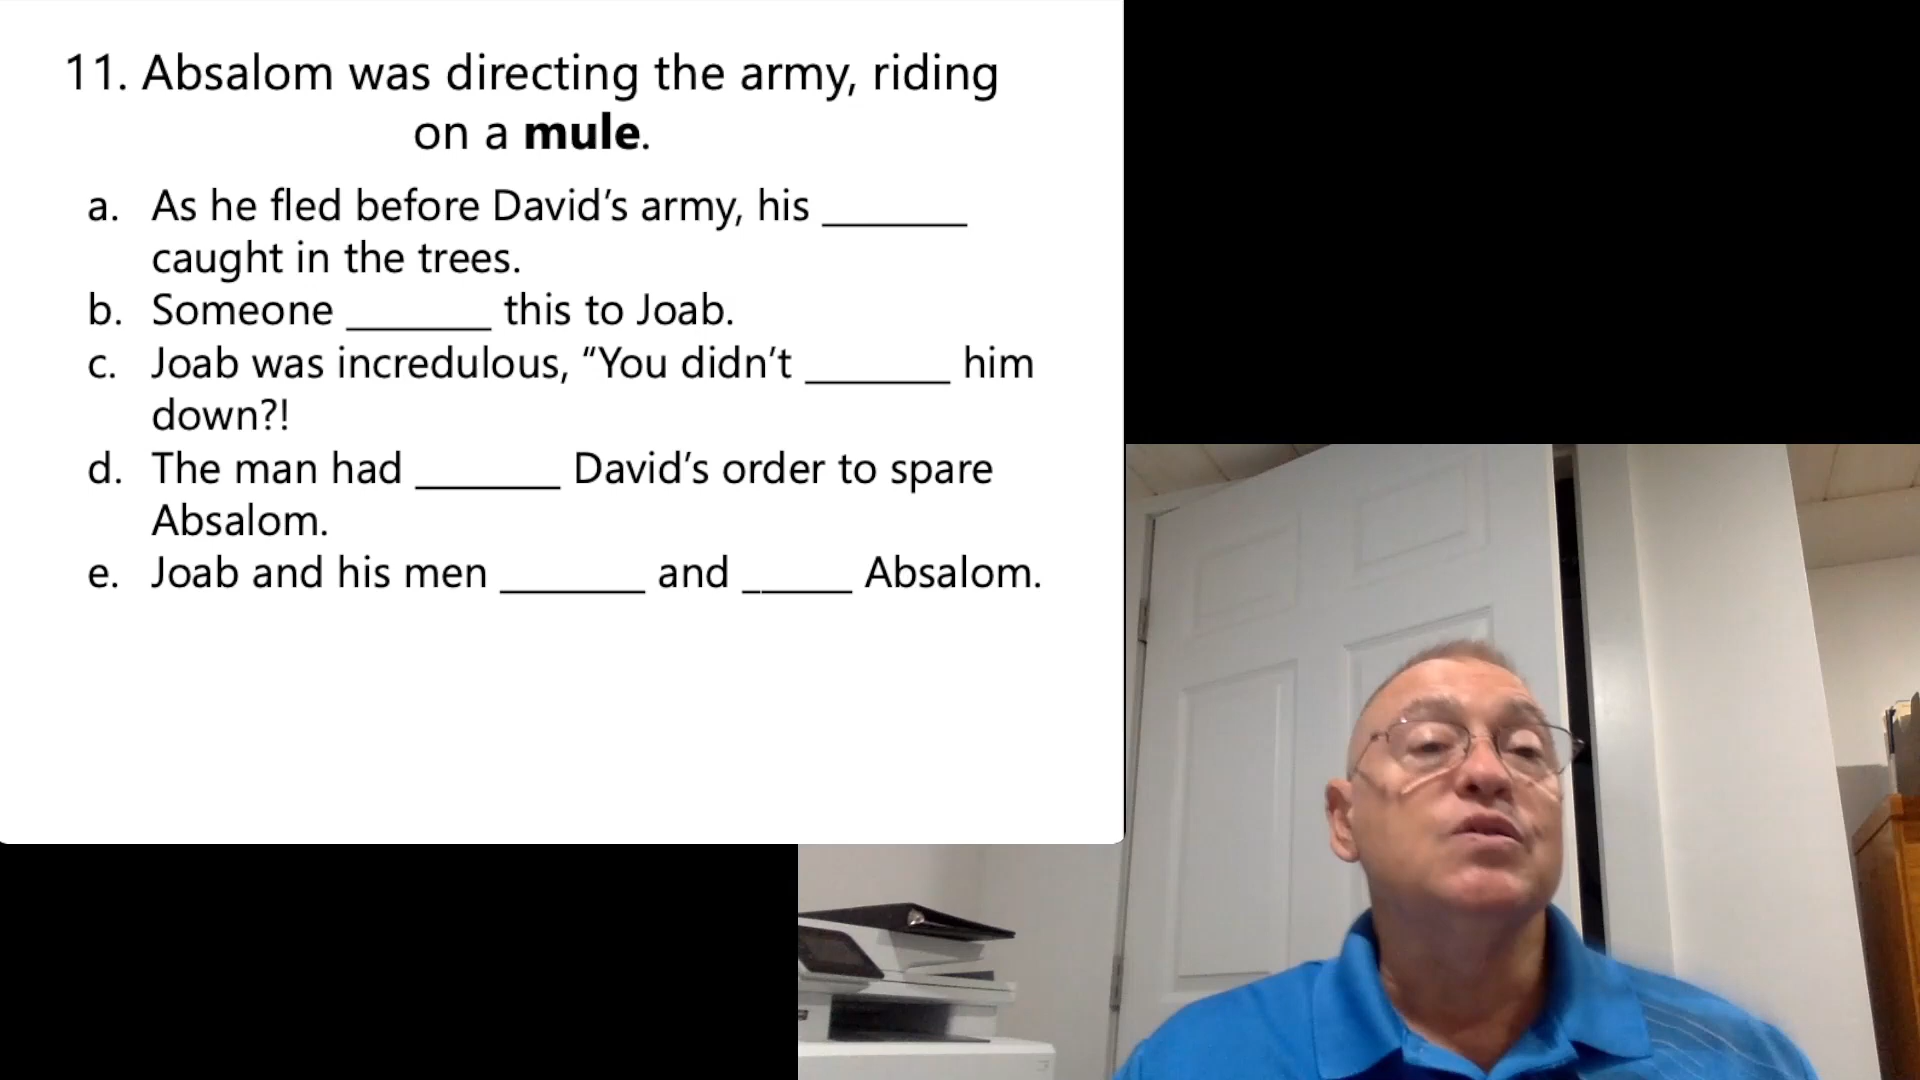 11. Absalom was directing the army, riding
on a mule.
a. As he fled before David’s army, his ________
caught in the trees.
b. Someone ________ this to Joab.
c. Joab was incredulous, “You didn’t ________ him
down?!
d. The man had ________ David’s order to spare
Absalom.
e. Joab and his men ________ and ______ Absalom.